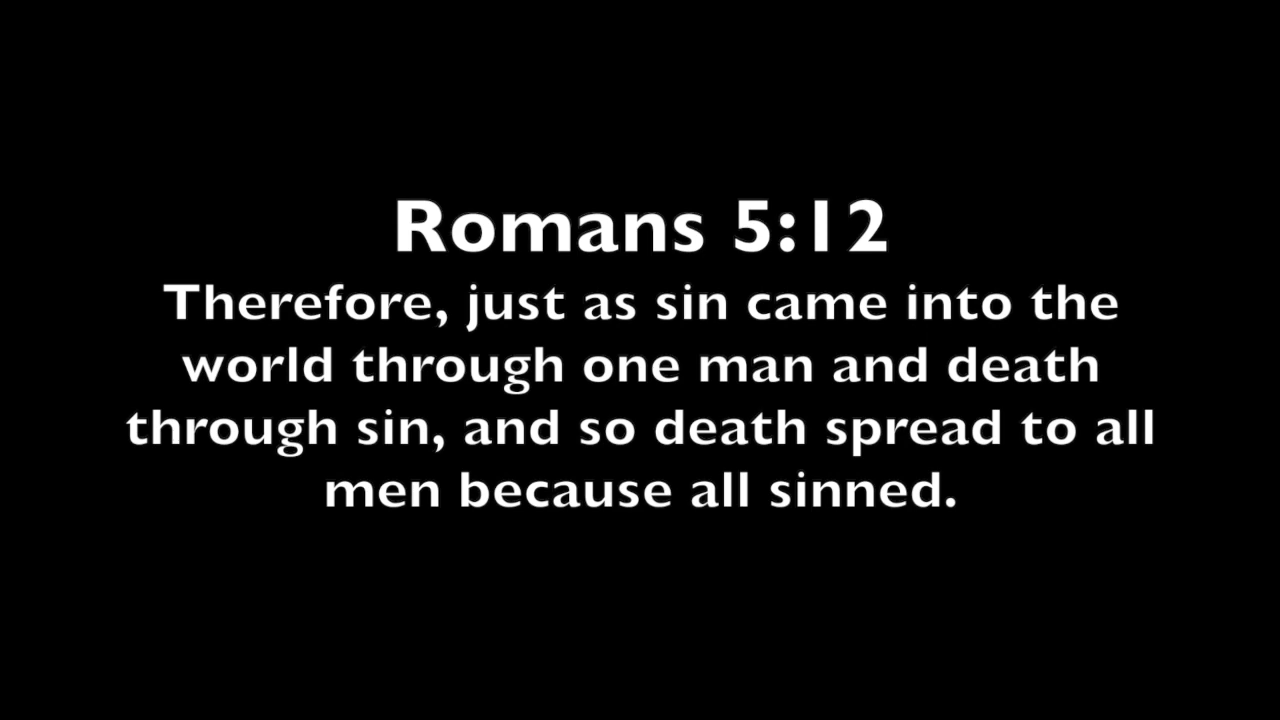 Romans 5:12
Therefore, just as sin came into the
world through one man and death
through sin, and so death spread to all
men because all sinned.